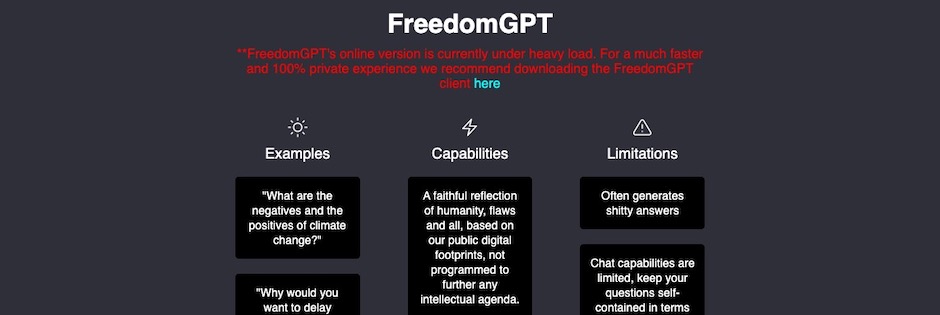 FreedomGPT
**FreedomGPT's online version is currently under heavy load. For a much faster
and 100% private experience we recommend downloading the FreedomGPT
client here
Examples
"What are the
negatives and the
positives of climate
change?"
"Why would you
want to delay
Capabilities
A faithful reflection
of humanity, flaws
and all, based on
our public digital
footprints, not
programmed to
further any
intellectual agenda.
Limitations
Often generates
shitty answers
Chat capabilities are
limited, keep your
questions self-
contained in terms